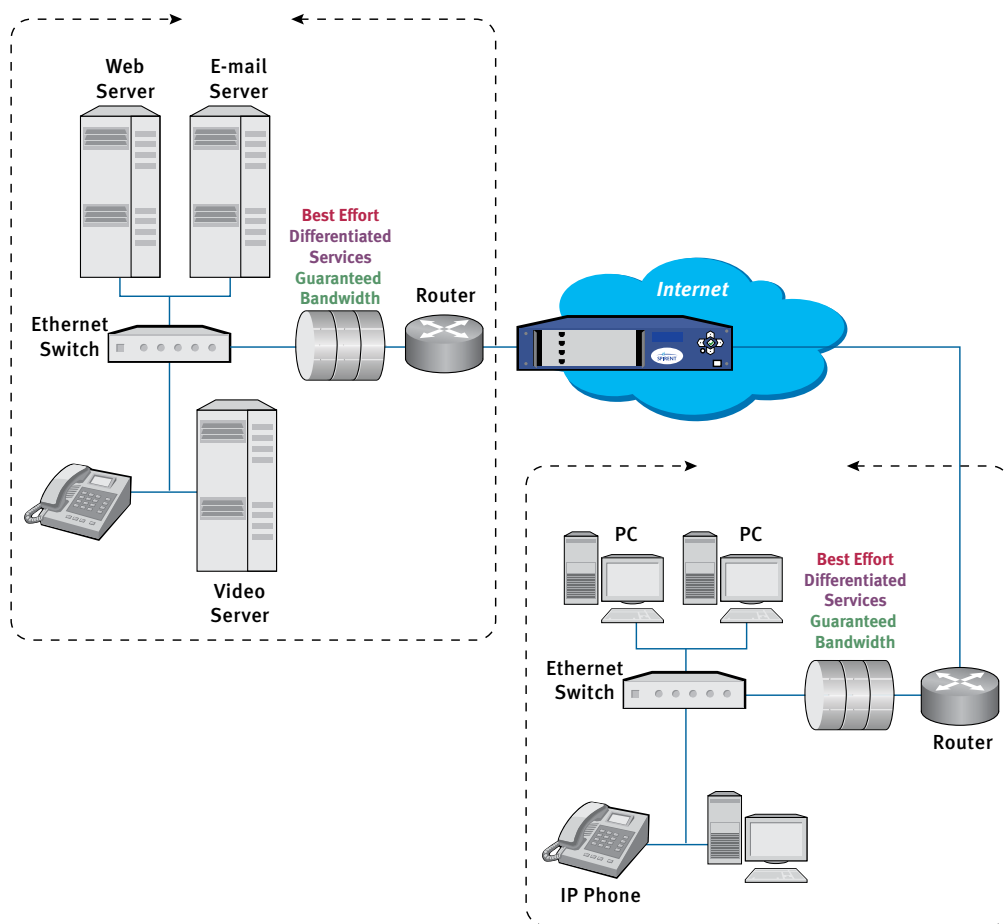 Web
Server
E-mail
Server
Best Effort
Differentiated
Services
Guaranteed
Bandwidth
Router
Ethernet
Switch
Internet
SPIRENT
Video
Server
PC
PC
Best Effort
Differentiated
Services
Guaranteed
Bandwidth
Ethernet
Switch
Router
IP Phone